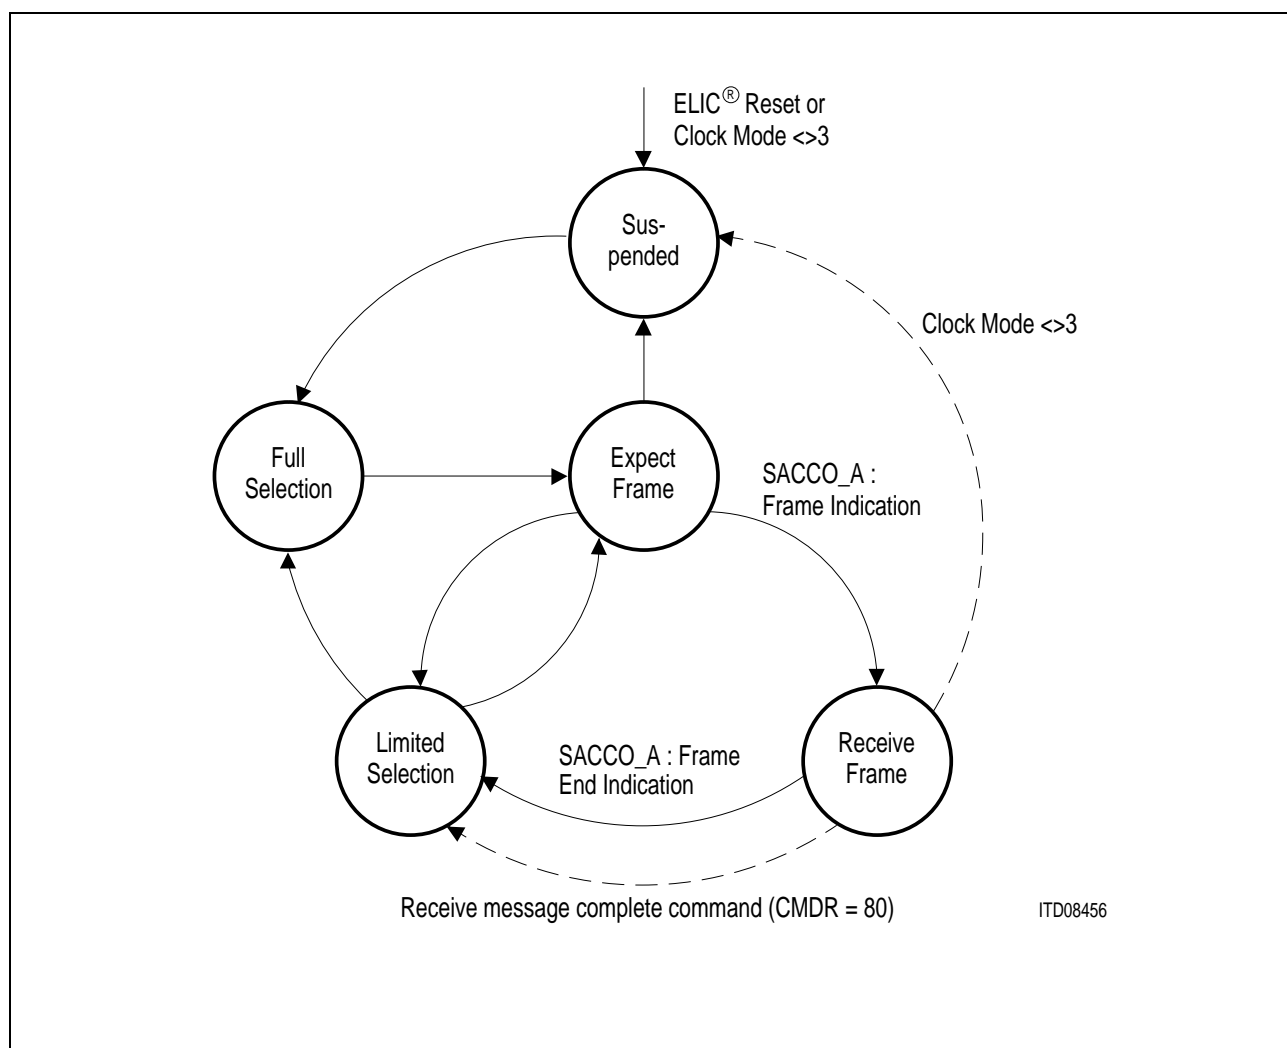 ELIC® Reset or
Clock Mode <>3
Sus-
pended
Clock Mode <>3
Full
Selection
Expect
Frame
SACCO_A :
Frame Indication
Limited
Selection
SACCO_A : Frame
End Indication
Receive
Frame
Receive message complete command (CMDR = 80)
ITD08456